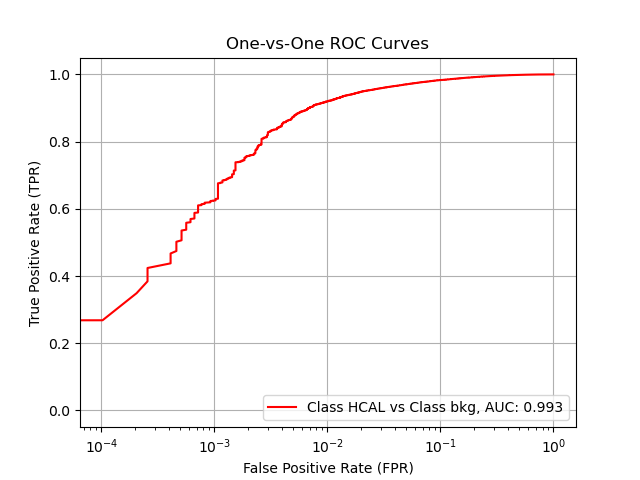 One-vs-One ROC Curves
True Positive Rate (TPR)
1.0
0.8
0.6
0.4
0.2
0.0
Class HCAL vs Class bkg, AUC: 0.993
10⁻⁴
10⁻³
10⁻²
10⁻¹
10⁰
False Positive Rate (FPR)